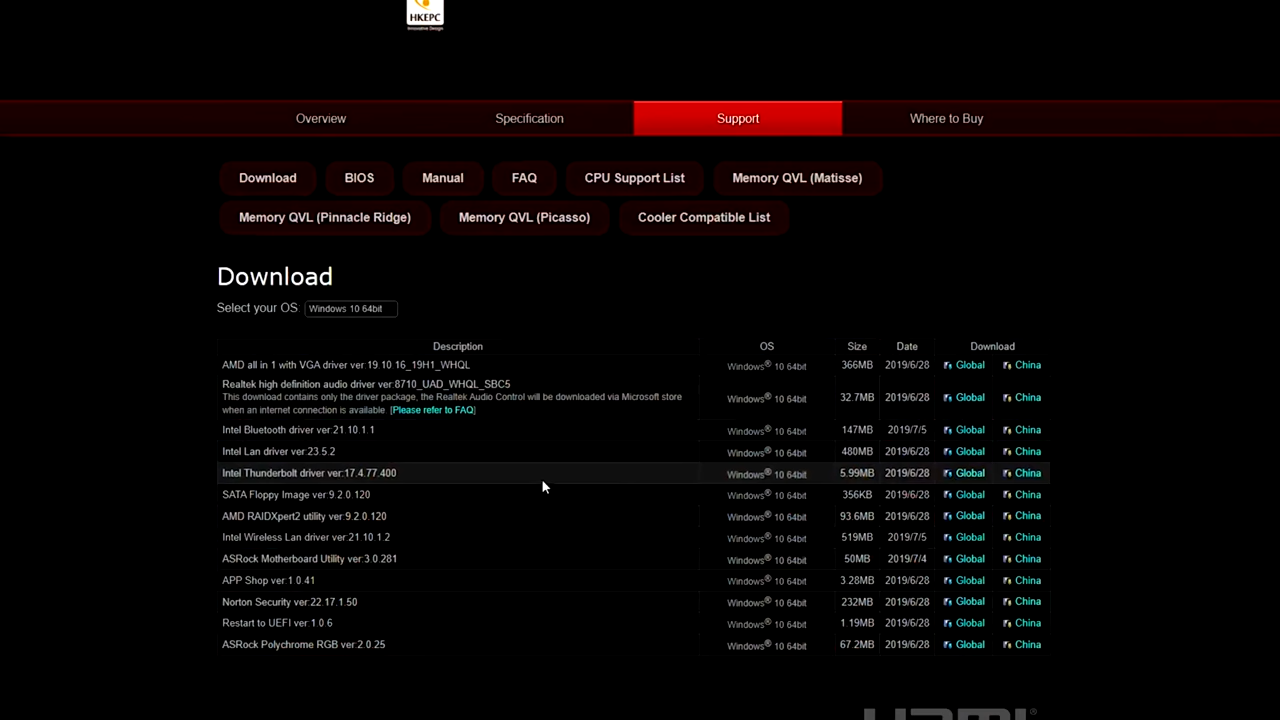 HKEPC
Innovative Design
Overview Specification Support Where to Buy
Download BIOS Manual FAQ CPU Support List Memory QVL (Matisse)
Memory QVL (Pinnacle Ridge) Memory QVL (Picasso) Cooler Compatible List
Download
Select your OS: Windows 10 64bit
Description OS Size Date Download
AMD all in 1 with VGA driver ver:19.10.16_19H1_WHQL Windows® 10 64bit 366MB 2019/6/28 Global China
Realtek high definition audio driver ver:8710_UAD_WHQL_SBC5
This download contains only the driver package, the Realtek Audio Control will be downloaded via Microsoft store Windows® 10 64bit 32.7MB 2019/6/28 Global China
when an internet connection is available. [Please refer to FAQ]
Intel Bluetooth driver ver:21.10.1.1 Windows® 10 64bit 147MB 2019/7/5 Global China
Intel Lan driver ver:23.5.2 Windows® 10 64bit 480MB 2019/6/28 Global China
Intel Thunderbolt driver ver:17.4.77.400 Windows® 10 64bit 5.99MB 2019/6/28 Global China
SATA Floppy Image ver:9.2.0.120 Windows® 10 64bit 356KB 2019/6/28 Global China
AMD RAIDXpert2 utility ver:9.2.0.120 Windows® 10 64bit 93.6MB 2019/6/28 Global China
Intel Wireless Lan driver ver:21.10.1.2 Windows® 10 64bit 519MB 2019/7/5 Global China
ASRock Motherboard Utility ver:3.0.281 Windows® 10 64bit 50MB 2019/7/4 Global China
APP Shop ver:1.0.41 Windows® 10 64bit 3.28MB 2019/6/28 Global China
Norton Security ver:22.17.1.50 Windows® 10 64bit 232MB 2019/6/28 Global China
Restart to UEFI ver:1.0.6 Windows® 10 64bit 1.19MB 2019/6/28 Global China
ASRock Polychrome RGB ver:2.0.25 Windows® 10 64bit 67.2MB 2019/6/28 Global China